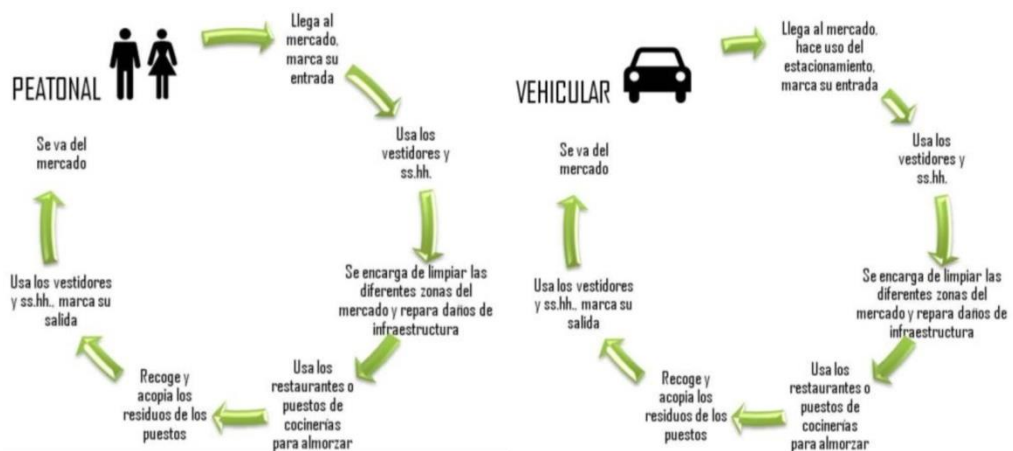 PEATONAL
Llega al
mercado,
marca su
entrada
Usa los
vestidores y
ss.hh.
Se encarga de limpiar las
diferentes zonas del
mercado y repara daños de
infraestructura
Usa los
restaurantes o
puestos de
cocinerías
para almorzar
Recoge y
acopia los
residuos de los
puestos
Usa los vestidores
y ss.hh., marca su
salida
Se va del
mercado
VEHICULAR
Llega al mercado,
hace uso del
estacionamiento,
marca su entrada
Usa los
vestidores y
ss.hh.
Se encarga de limpiar las
diferentes zonas del
mercado y repara daños de
infraestructura
Usa los
restaurantes o
puestos de
cocinerías
para almorzar
Recoge y
acopia los
residuos de los
puestos
Usa los vestidores
y ss.hh., marca su
salida
Se va del
mercado